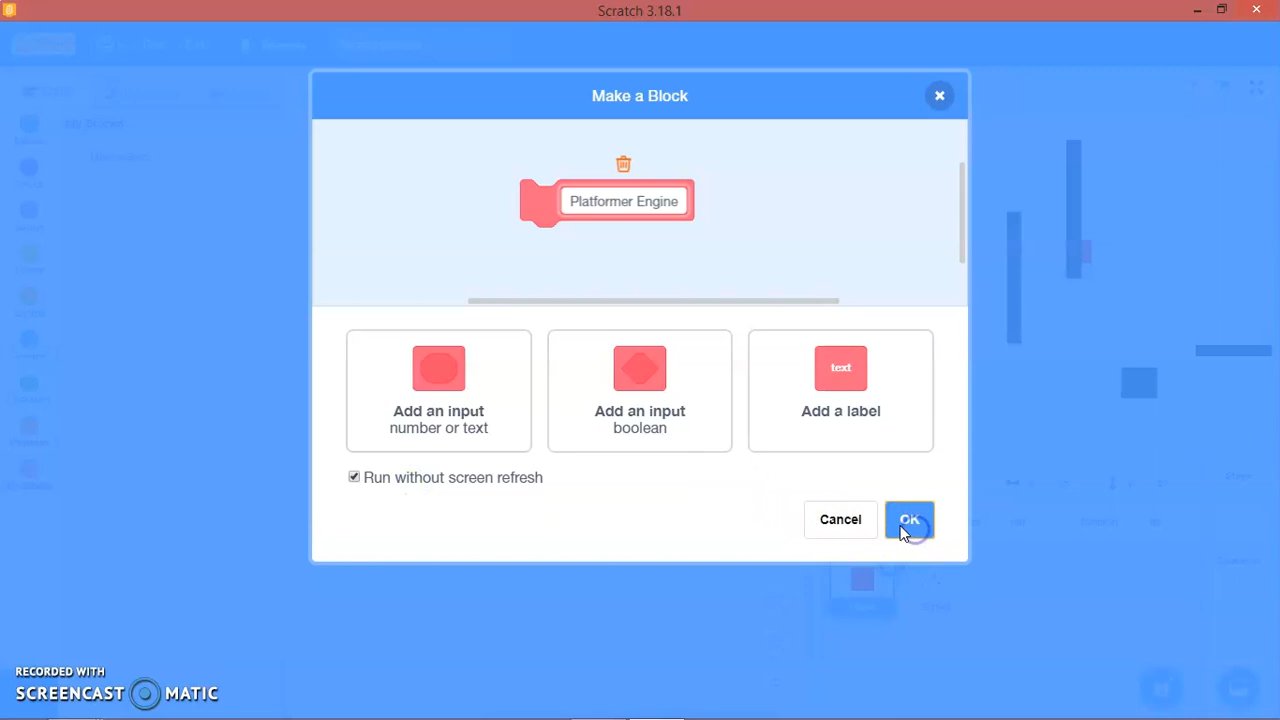 Scratch 3.18.1
Make a Block
Platformer Engine
text
Add an input
number or text
Add an input
boolean
Add a label
Run without screen refresh
Cancel
OK
RECORDED WITH
SCREENCAST MATIC